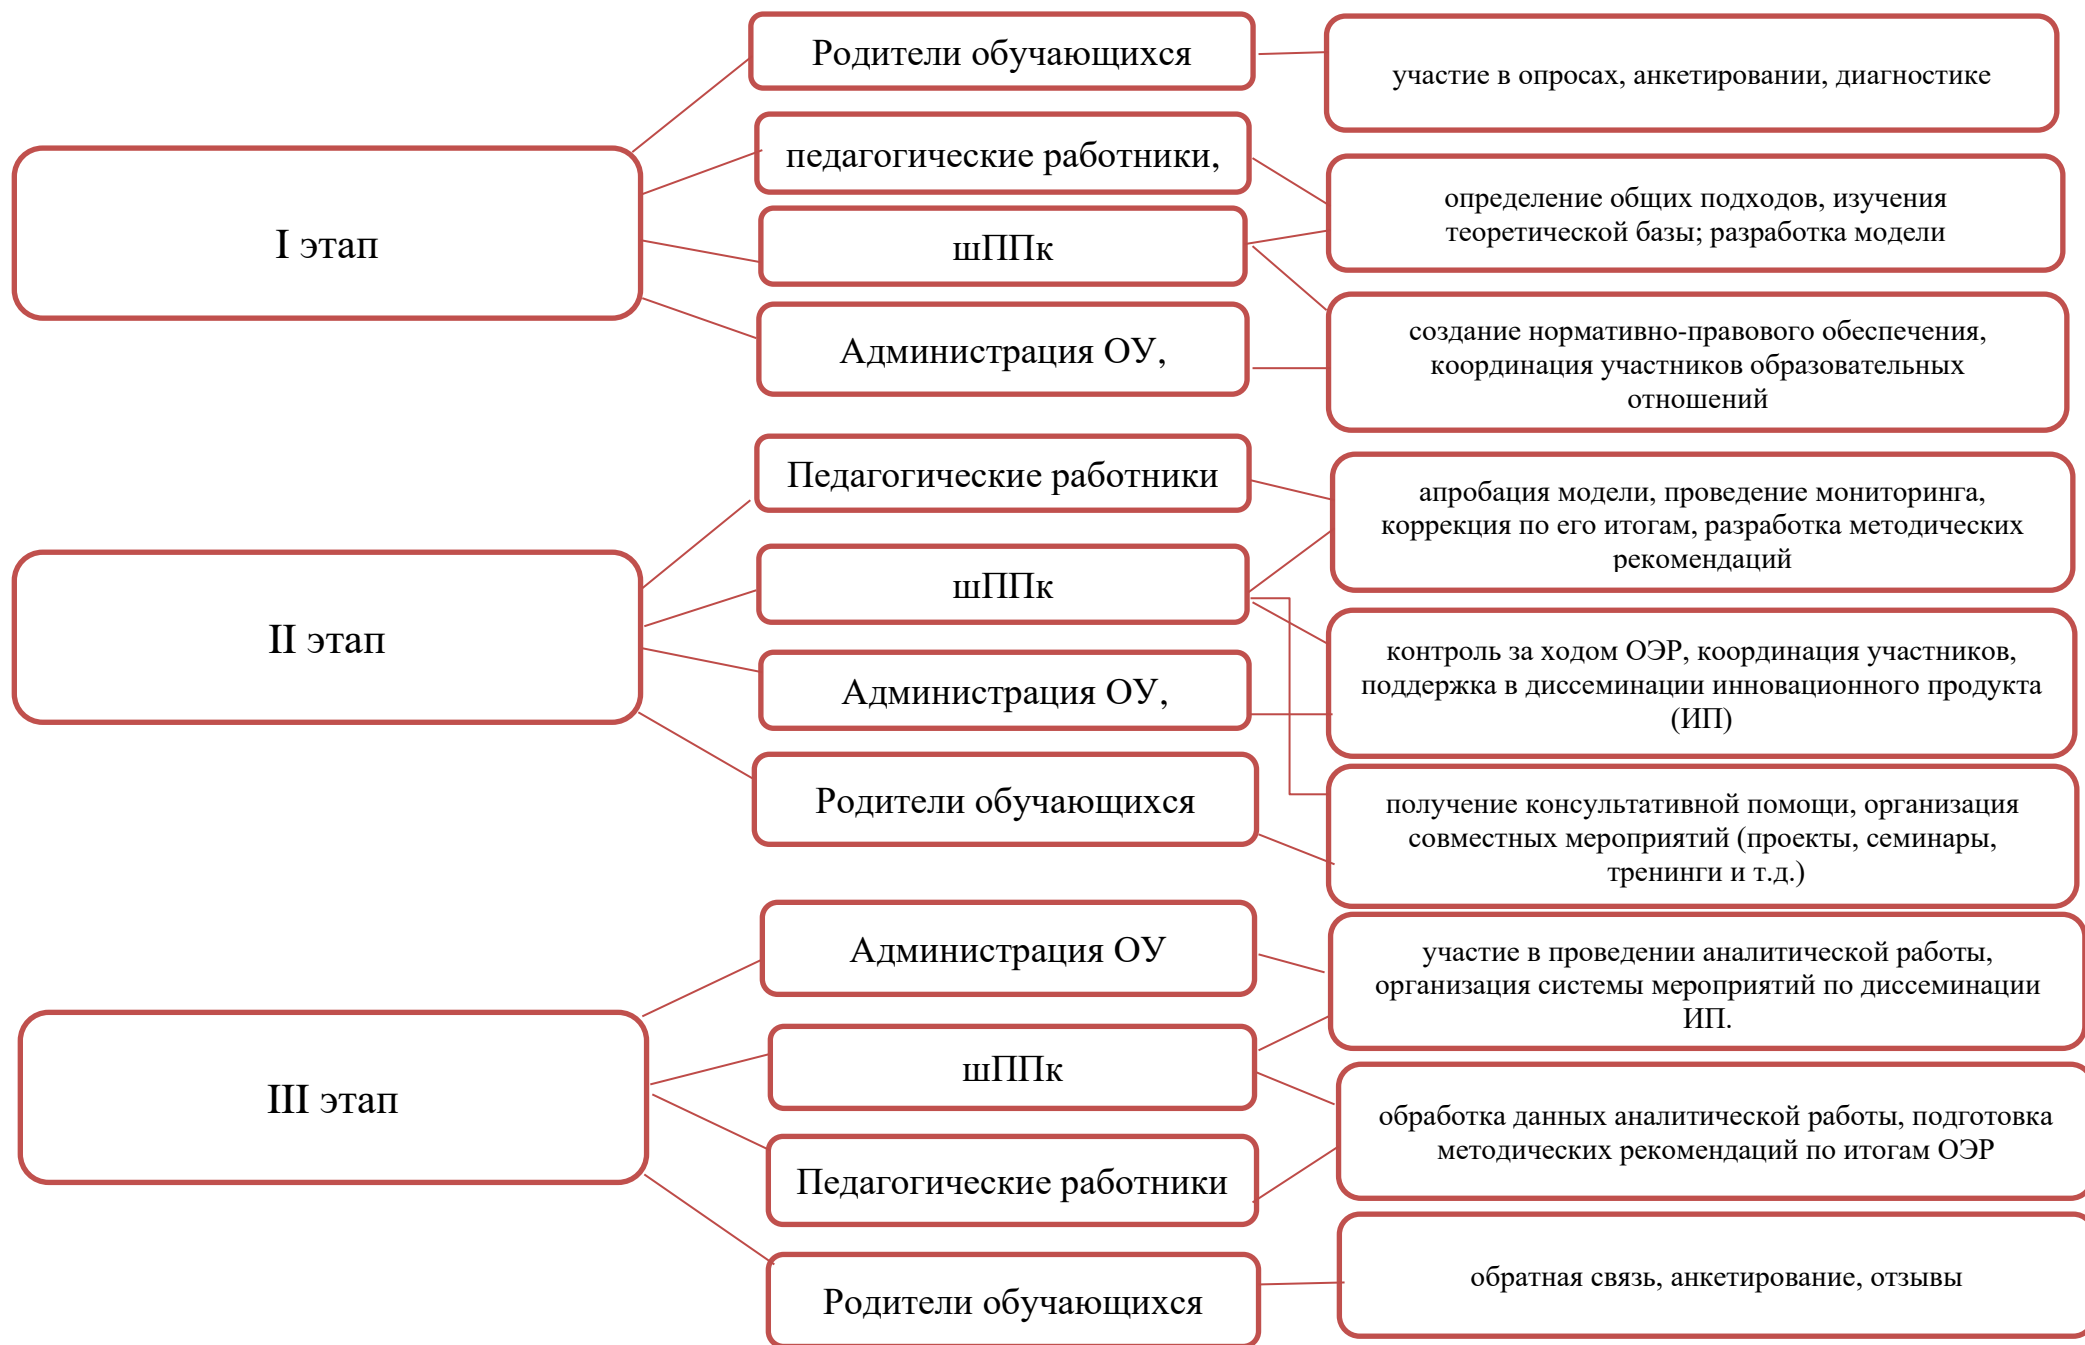 I этап
Родители обучающихся
участие в опросах, анкетировании, диагностике
педагогические работники,
определение общих подходов, изучения
теоретической базы; разработка модели
шППк
Администрация ОУ,
создание нормативно-правового обеспечения,
координация участников образовательных
отношений
II этап
Педагогические работники
апробация модели, проведение мониторинга,
коррекция по его итогам, разработка методических
рекомендаций
шППк
контроль за ходом ОЭР, координация участников,
поддержка в диссеминации инновационного продукта
(ИП)
Администрация ОУ,
Родители обучающихся
получение консультативной помощи, организация
совместных мероприятий (проекты, семинары,
тренинги и т.д.)
III этап
Администрация ОУ
участие в проведении аналитической работы,
организация системы мероприятий по диссеминации
ИП.
шППк
обработка данных аналитической работы, подготовка
методических рекомендаций по итогам ОЭР
Педагогические работники
Родители обучающихся
обратная связь, анкетирование, отзывы